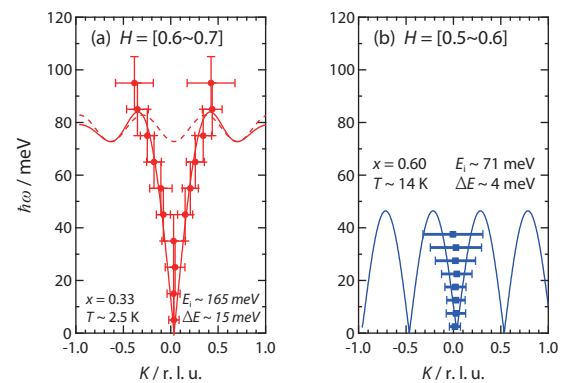 (a) H = [0.6~0.7]
(b) H = [0.5~0.6]
120
100
80
60
40
20
0
ħω / meV
x = 0.33
T ~ 2.5 K
E_i ~ 165 meV
ΔE ~ 15 meV
-1.0 -0.5 0.0 0.5 1.0
K / r. l. u.
120
100
80
60
40
20
0
x = 0.60
T ~ 14 K
E_i ~ 71 meV
ΔE ~ 4 meV
-1.0 -0.5 0.0 0.5 1.0
K / r. l. u.